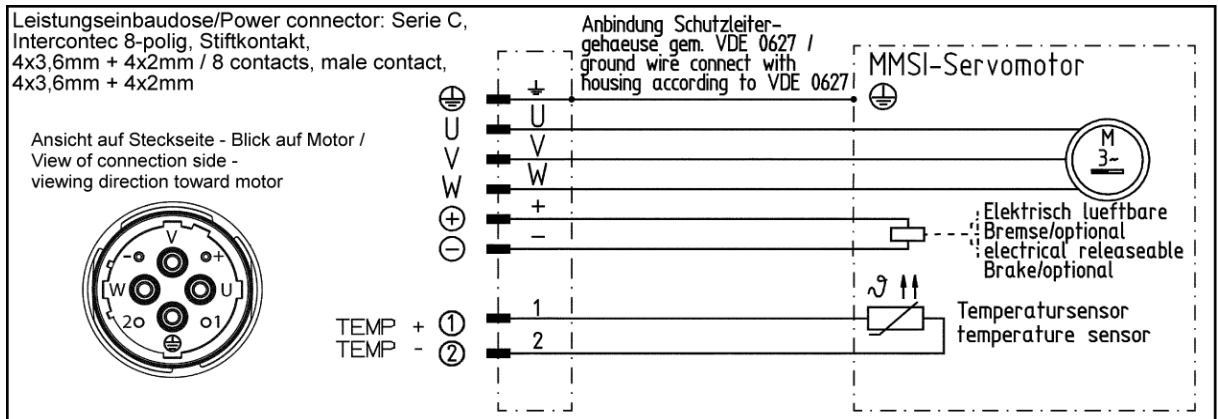 Leistungseinbaudose/Power connector: Serie C,
Intercontec 8-polig, Stiftkontakt,
4x3,6mm + 4x2mm / 8 contacts, male contact,
4x3,6mm + 4x2mm
Anbindung Schutzleiter-
gehaeuse gem. VDE 0627 /
ground wire connect with
housing according to VDE 0627
MMSI-Servomotor
Ansicht auf Steckseite - Blick auf Motor /
View of connection side -
viewing direction toward motor
V
- +
W U
2 1
U U
V V
W W
+ +
- -
TEMP + 1 1
TEMP - 2 2
M
3~
Elektrisch lueftbare
Bremse/optional
electrical releaseable
Brake/optional
ϑ
Temperatursensor
temperature sensor